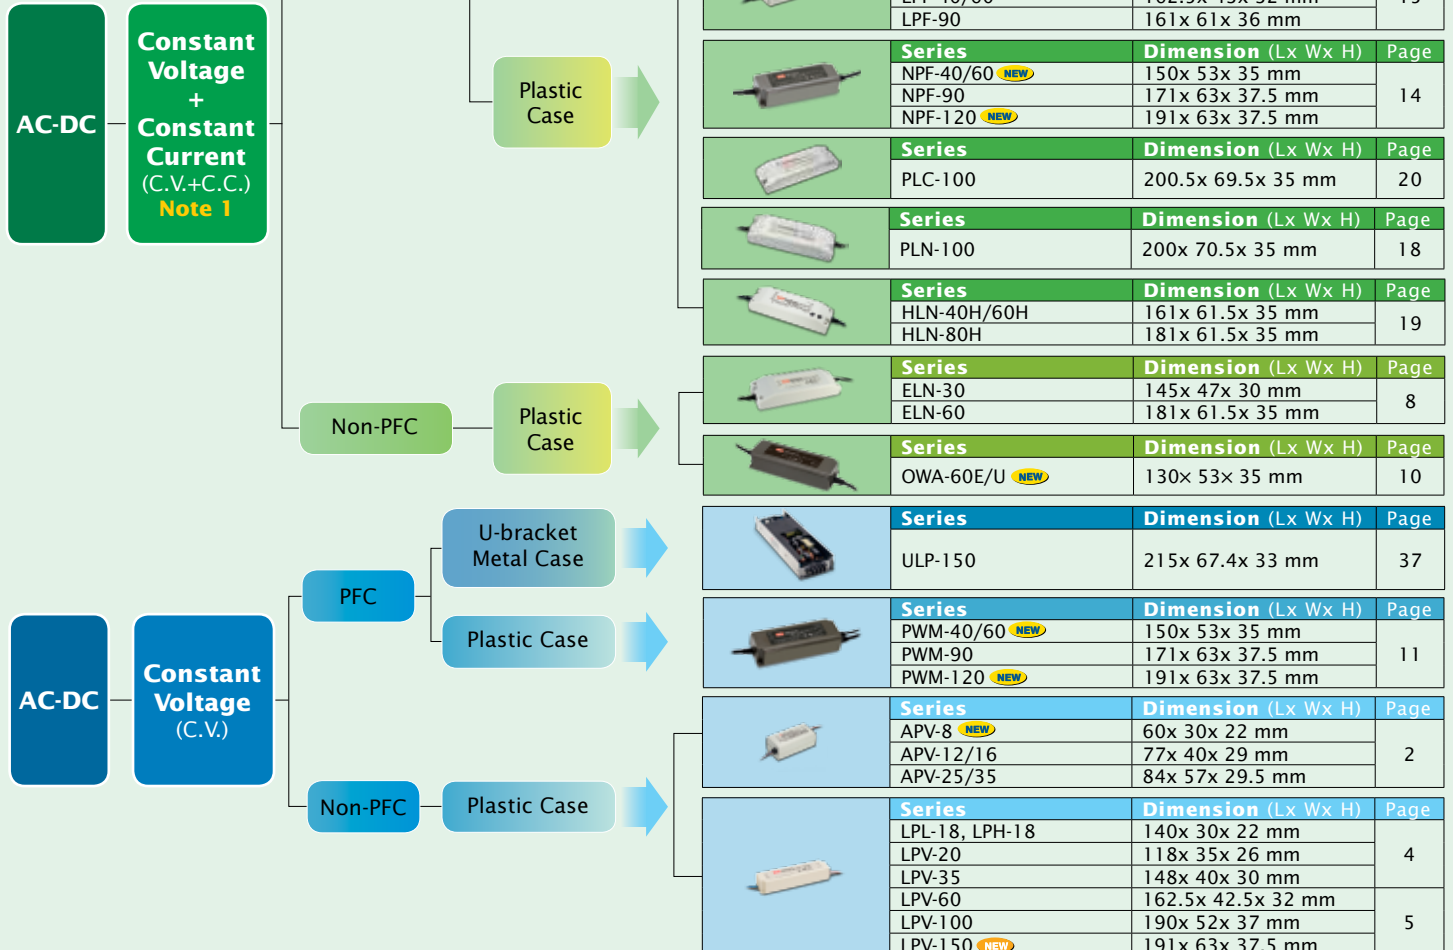 AC-DC
Constant
Voltage
+
Constant
Current
(C.V.+C.C.)
Note 1
Plastic
Case
LPF-90 161x 61x 36 mm
Series Dimension (Lx Wx H) Page
NPF-40/60 NEW 150x 53x 35 mm
NPF-90 171x 63x 37.5 mm 14
NPF-120 NEW 191x 63x 37.5 mm
Series Dimension (Lx Wx H) Page
PLC-100 200.5x 69.5x 35 mm 20
Series Dimension (Lx Wx H) Page
PLN-100 200x 70.5x 35 mm 18
Series Dimension (Lx Wx H) Page
HLN-40H/60H 161x 61.5x 35 mm 19
HLN-80H 181x 61.5x 35 mm
Non-PFC
Plastic
Case
Series Dimension (Lx Wx H) Page
ELN-30 145x 47x 30 mm 8
ELN-60 181x 61.5x 35 mm
Series Dimension (Lx Wx H) Page
OWA-60E/U NEW 130× 53× 35 mm 10
AC-DC
Constant
Voltage
(C.V.)
PFC
U-bracket
Metal Case
Series Dimension (Lx Wx H) Page
ULP-150 215x 67.4x 33 mm 37
Plastic Case
Series Dimension (Lx Wx H) Page
PWM-40/60 NEW 150x 53x 35 mm
PWM-90 171x 63x 37.5 mm 11
PWM-120 NEW 191x 63x 37.5 mm
Non-PFC
Plastic Case
Series Dimension (Lx Wx H) Page
APV-8 NEW 60x 30x 22 mm
APV-12/16 77x 40x 29 mm 2
APV-25/35 84x 57x 29.5 mm
Series Dimension (Lx Wx H) Page
LPL-18, LPH-18 140x 30x 22 mm
LPV-20 118x 35x 26 mm 4
LPV-35 148x 40x 30 mm
LPV-60 162.5x 42.5x 32 mm
LPV-100 190x 52x 37 mm 5
LPV-150 NEW 191x 63x 37.5 mm